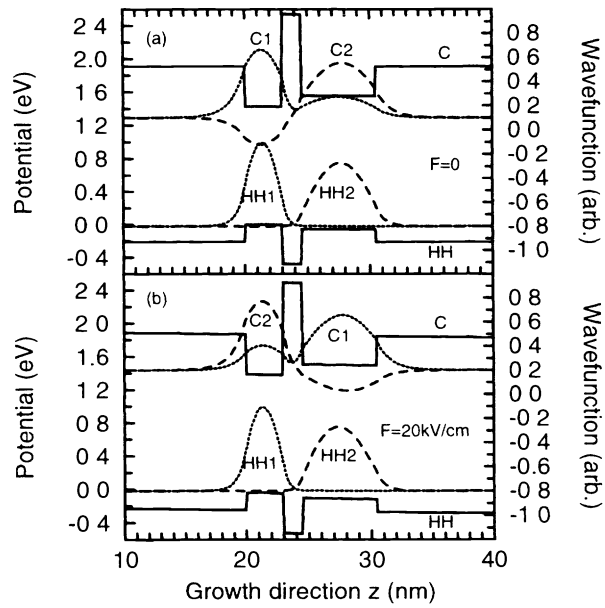 (a)
C1
C2
C
HH1
HH2
F=0
HH
2 4
2.0
1.6
1 2
0.8
0.4
0 0
-0 4
Potential (eV)
0 8
0 6
0 4
0 2
0 0
-0 2
-0 4
-0 6
-0 8
-1 0
Wavefunction (arb.)
(b)
C2
C1
C
HH1
HH2
F=20kV/cm
HH
2 4
2 0
1.6
1 2
0.8
0.4
0 0
-0 4
Potential (eV)
0 8
0 6
0 4
0 2
0 0
-0 2
-0 4
-0 6
-0 8
-1 0
Wavefunction (arb.)
10
20
30
40
Growth direction z (nm)